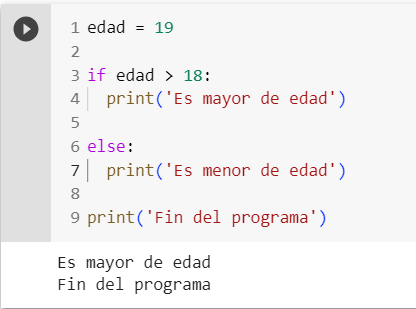 1 edad = 19
2
3 if edad > 18:
4   print('Es mayor de edad')
5
6 else:
7   print('Es menor de edad')
8
9 print('Fin del programa')
Es mayor de edad
Fin del programa